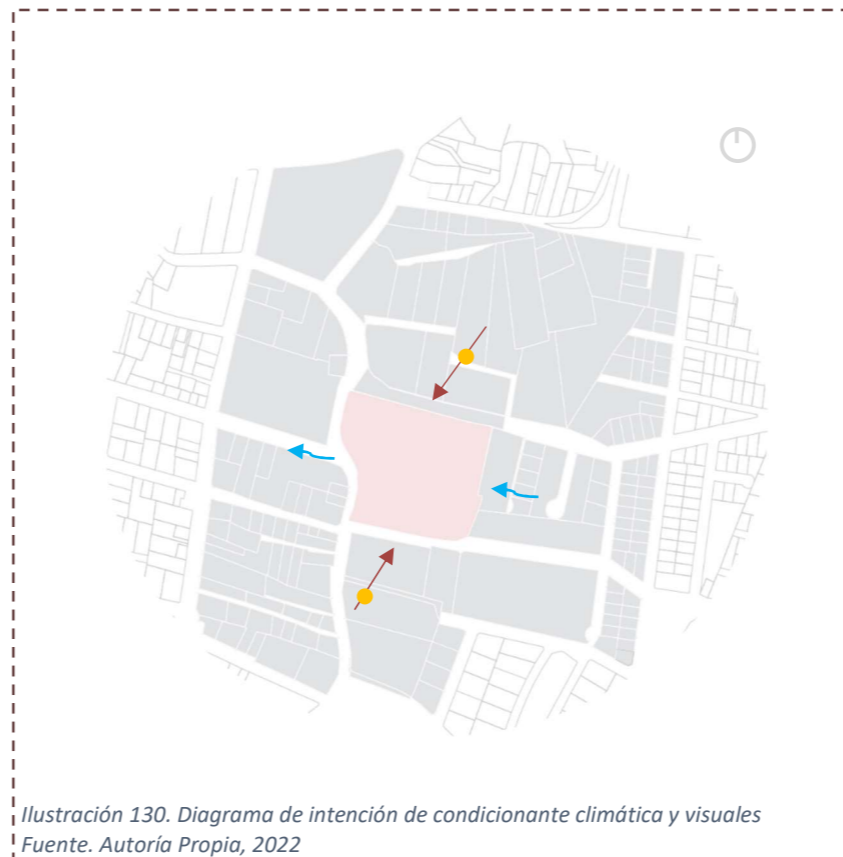 Ilustración 130. Diagrama de intención de condicionante climática y visuales
Fuente. Autoría Propia, 2022